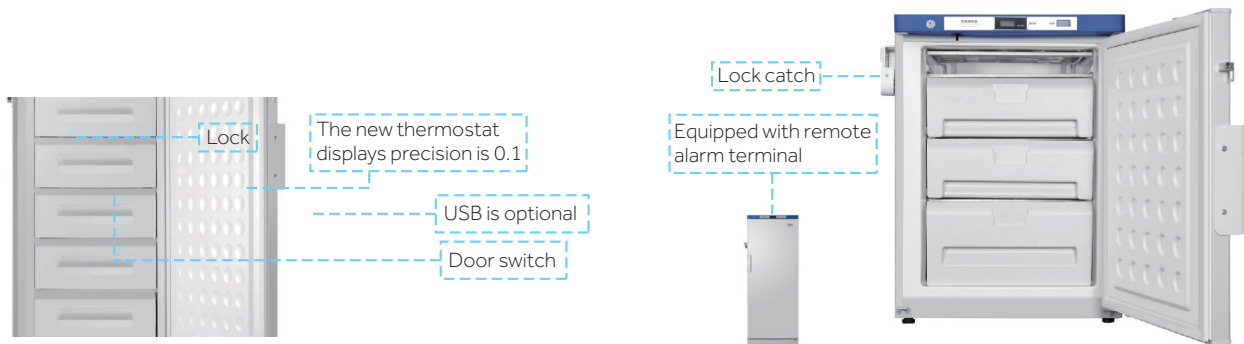 Lock
The new thermostat
displays precision is 0.1
USB is optional
Door switch
Lock catch
Equipped with remote
alarm terminal